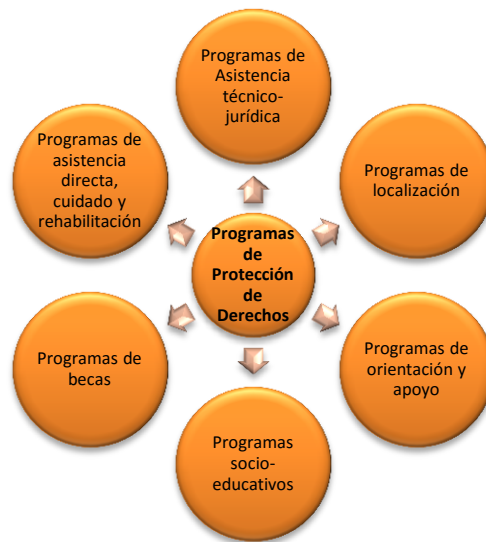 Programas de
Asistencia
técnico-
jurídica
Programas de
asistencia
directa,
cuidado y
rehabilitación
Programas de
localización
Programas
de
Protección
de
Derechos
Programas de
becas
Programas de
orientación y
apoyo
Programas
socio-
educativos